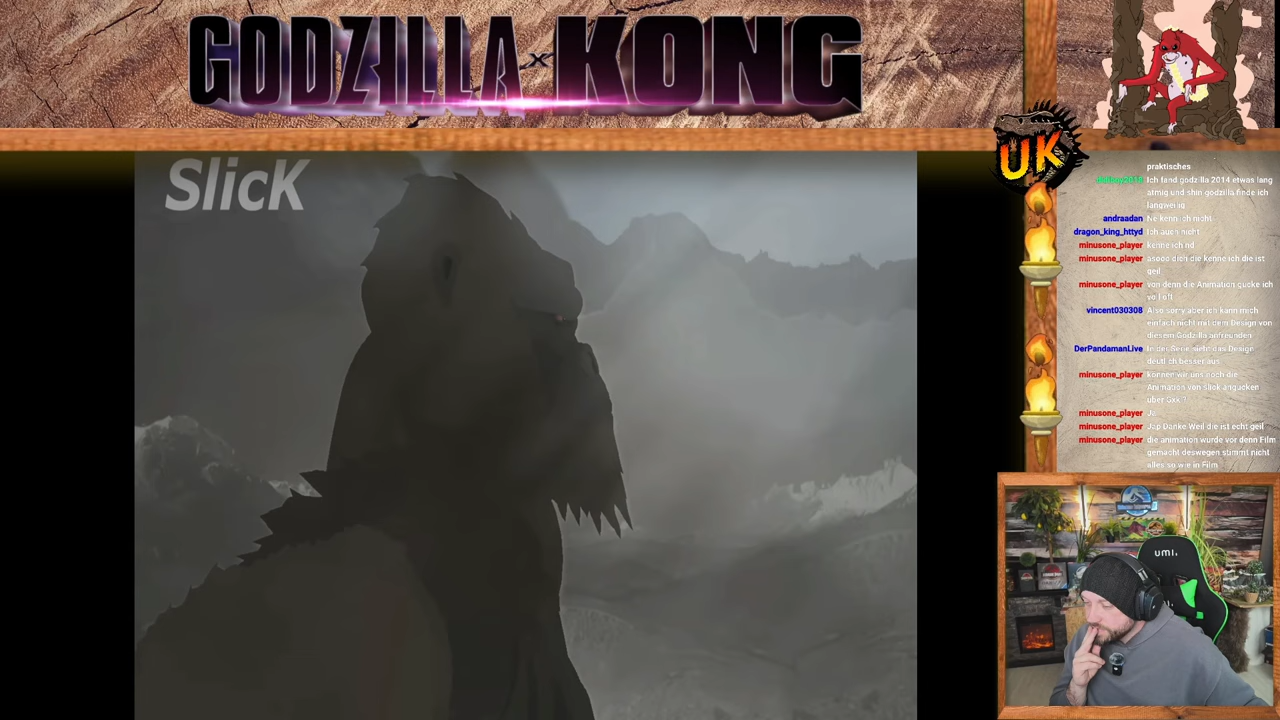 GODZILLA x KONG
SlicK
UK
praktisches
Ich fand godzilla 2014 etwas lang
atmig und shin godzilla finde ich
langweilig
andraadan Ne kenn ich nicht
dragon_king_httyd Ich auch nicht
minusone_player kenne ich nd
minusone_player asooo dich die kenne ich die ist
geil
minusone_player von denn die Animation gucke ich
voll oft
vincent030308 Also sorry aber ich kann mich
einfach nicht mit dem Design von
diesem Godzilla anfreunden
DerPandamanLive In der Serie sieht das Design
deutlich besser aus
minusone_player können wir uns noch die
Animation von slick angucken
über Gxk ?
minusone_player Ja
minusone_player Jap Danke Weil die ist echt geil
minusone_player die animation wurde vor denn Film
gemacht deswegen stimmt nicht
alles so wie in Film
umi.